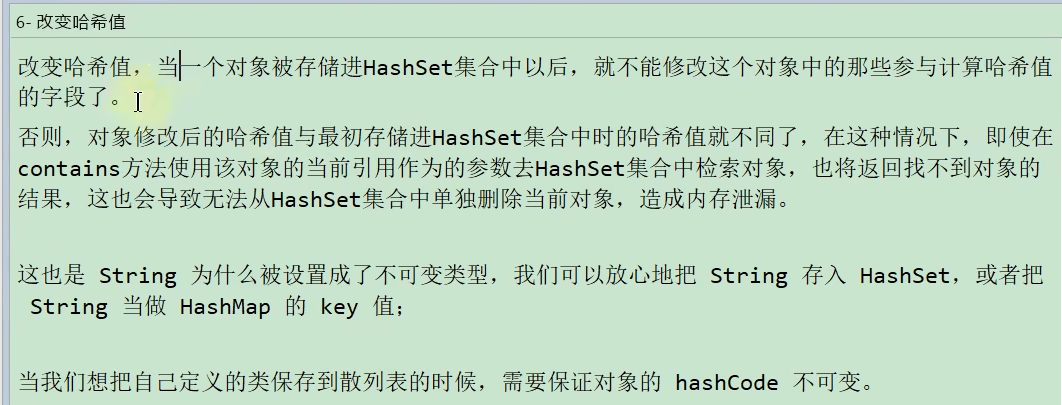 6- 改变哈希值
改变哈希值，当一个对象被存储进HashSet集合中以后，就不能修改这个对象中的那些参与计算哈希值
的字段了。
否则，对象修改后的哈希值与最初存储进HashSet集合中时的哈希值就不同了，在这种情况下，即使在
contains方法使用该对象的当前引用作为的参数去HashSet集合中检索对象，也将返回找不到对象的
结果，这也会导致无法从HashSet集合中单独删除当前对象，造成内存泄漏。
这也是 String 为什么被设置成了不可变类型，我们可以放心地把 String 存入 HashSet，或者把
String 当做 HashMap 的 key 值；
当我们想把自己定义的类保存到散列表的时候，需要保证对象的 hashCode 不可变。